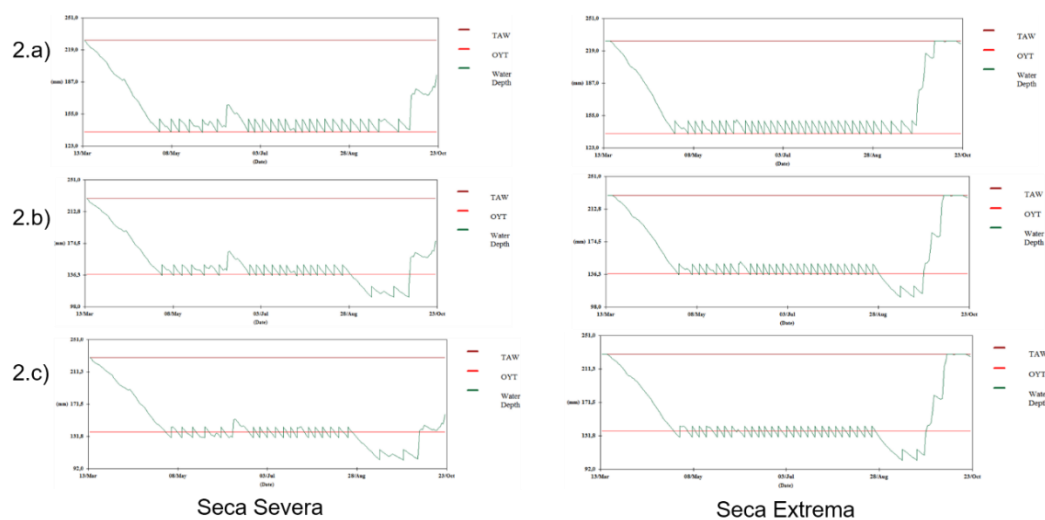 2.a)
251,0
219,0
(mm) 187,0
155,0
123,0
13/Mar 08/May 03/Jul 28/Aug 23/Oct
(Date)
TAW
OYT
Water
Depth
251,0
219,0
(mm) 187,0
155,0
123,0
13/Mar 08/May 03/Jul 28/Aug 23/Oct
(Date)
TAW
OYT
Water
Depth
2.b)
251,0
212,0
(mm) 174,5
136,5
98,0
13/Mar 08/May 03/Jul 28/Aug 23/Oct
(Date)
TAW
OYT
Water
Depth
251,0
212,0
(mm) 174,5
136,5
98,0
13/Mar 08/May 03/Jul 28/Aug 23/Oct
(Date)
TAW
OYT
Water
Depth
2.c)
251,0
211,0
(mm) 171,0
131,0
92,0
13/Mar 08/May 03/Jul 28/Aug 23/Oct
(Date)
TAW
OYT
Water
Depth
251,0
211,0
(mm) 171,0
131,0
92,0
13/Mar 08/May 03/Jul 28/Aug 23/Oct
(Date)
TAW
OYT
Water
Depth
Seca Severa
Seca Extrema